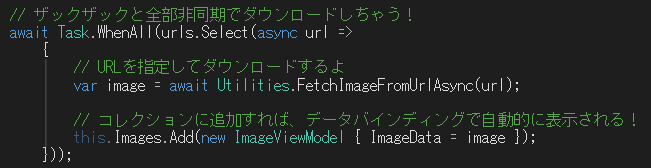 // ザックザックと全部非同期でダウンロードしちゃう！
await Task.WhenAll(urls.Select(async url =>
{
// URLを指定してダウンロードするよ
var image = await Utilities.FetchImageFromUrlAsync(url);
// コレクションに追加すれば、データバインディングで自動的に表示される！
this.Images.Add(new ImageViewModel { ImageData = image });
}));